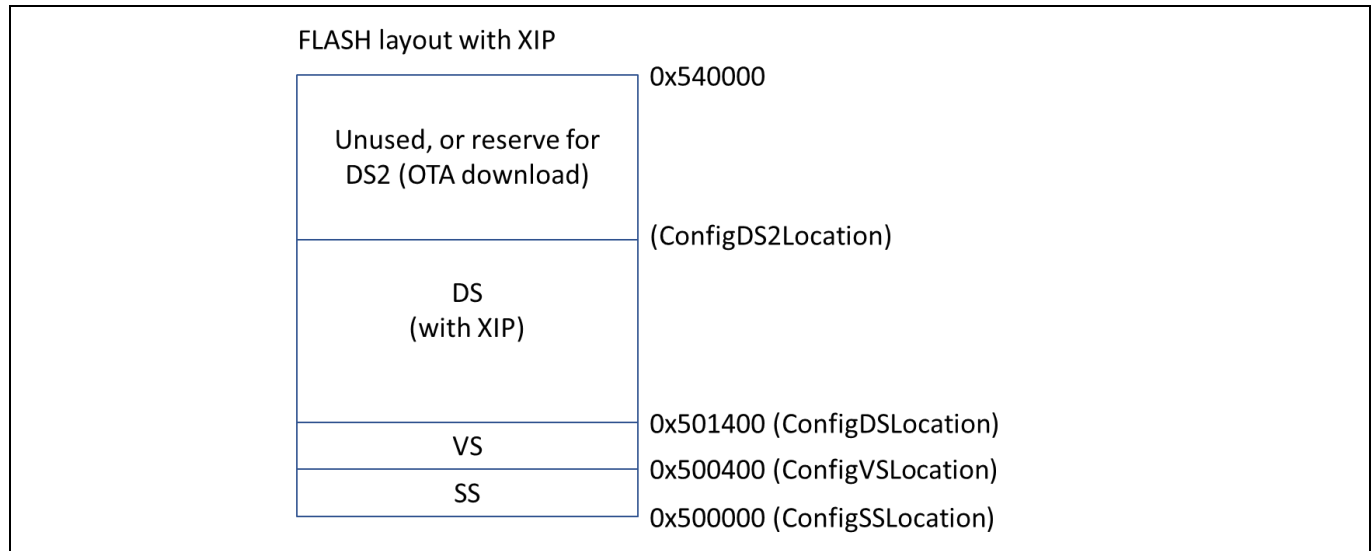 FLASH layout with XIP
0x540000
Unused, or reserve for
DS2 (OTA download)
(ConfigDS2Location)
DS
(with XIP)
0x501400 (ConfigDSLocation)
VS
0x500400 (ConfigVSLocation)
SS
0x500000 (ConfigSSLocation)